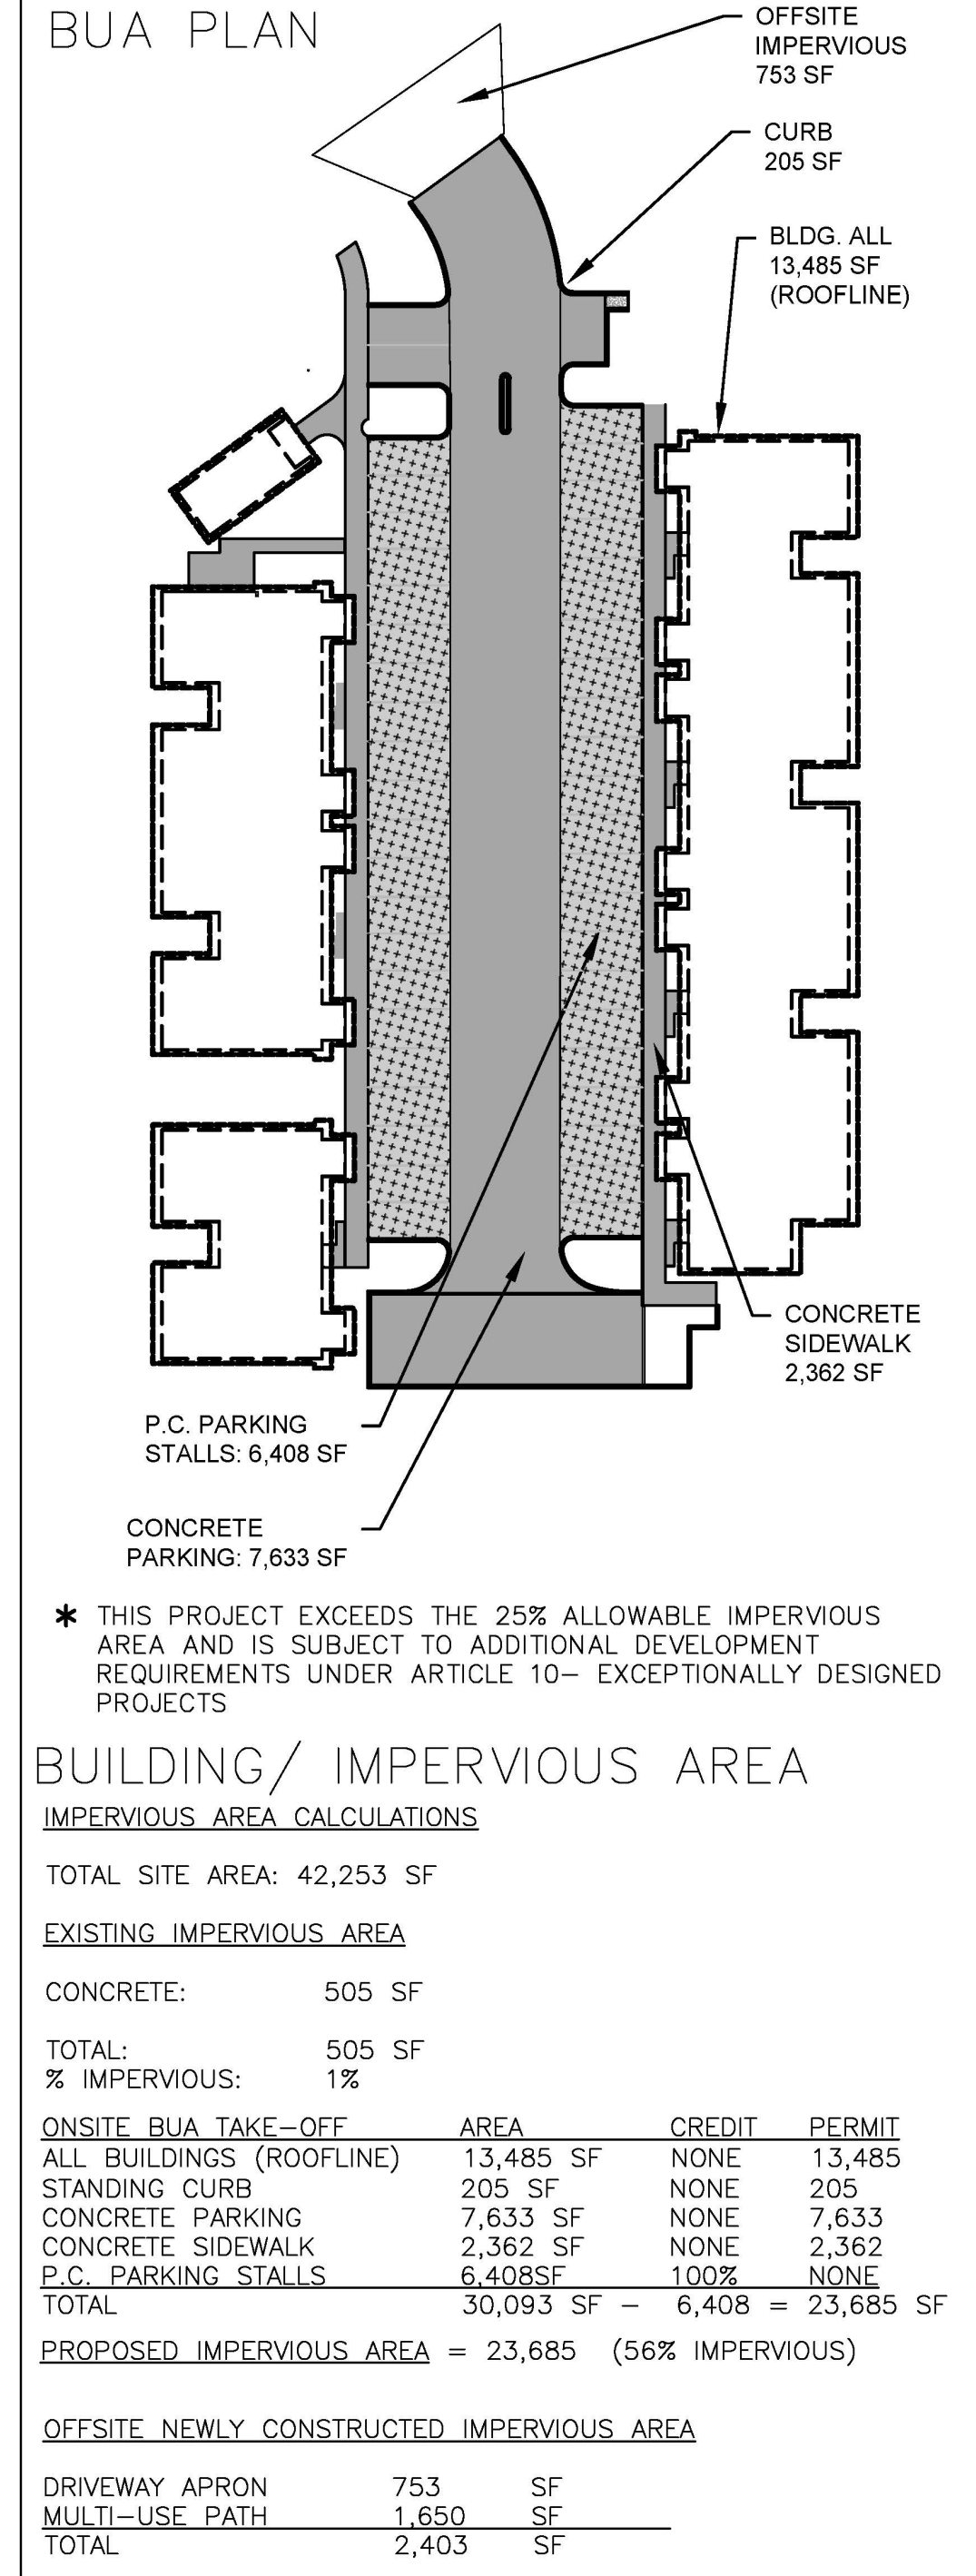 BUA PLAN
OFFSITE
IMPERVIOUS
753 SF
CURB
205 SF
BLDG. ALL
13,485 SF
(ROOFLINE)
CONCRETE
SIDEWALK
2,362 SF
P.C. PARKING
STALLS: 6,408 SF
CONCRETE
PARKING: 7,633 SF
* THIS PROJECT EXCEEDS THE 25% ALLOWABLE IMPERVIOUS
AREA AND IS SUBJECT TO ADDITIONAL DEVELOPMENT
REQUIREMENTS UNDER ARTICLE 10– EXCEPTIONALLY DESIGNED
PROJECTS
BUILDING/ IMPERVIOUS AREA
IMPERVIOUS AREA CALCULATIONS
TOTAL SITE AREA: 42,253 SF
EXISTING IMPERVIOUS AREA
CONCRETE: 505 SF
TOTAL: 505 SF
% IMPERVIOUS: 1%
ONSITE BUA TAKE–OFF AREA CREDIT PERMIT
ALL BUILDINGS (ROOFLINE) 13,485 SF NONE 13,485
STANDING CURB 205 SF NONE 205
CONCRETE PARKING 7,633 SF NONE 7,633
CONCRETE SIDEWALK 2,362 SF NONE 2,362
P.C. PARKING STALLS 6,408SF 100% NONE
TOTAL 30,093 SF – 6,408 = 23,685 SF
PROPOSED IMPERVIOUS AREA = 23,685 (56% IMPERVIOUS)
OFFSITE NEWLY CONSTRUCTED IMPERVIOUS AREA
DRIVEWAY APRON 753 SF
MULTI–USE PATH 1,650 SF
TOTAL 2,403 SF